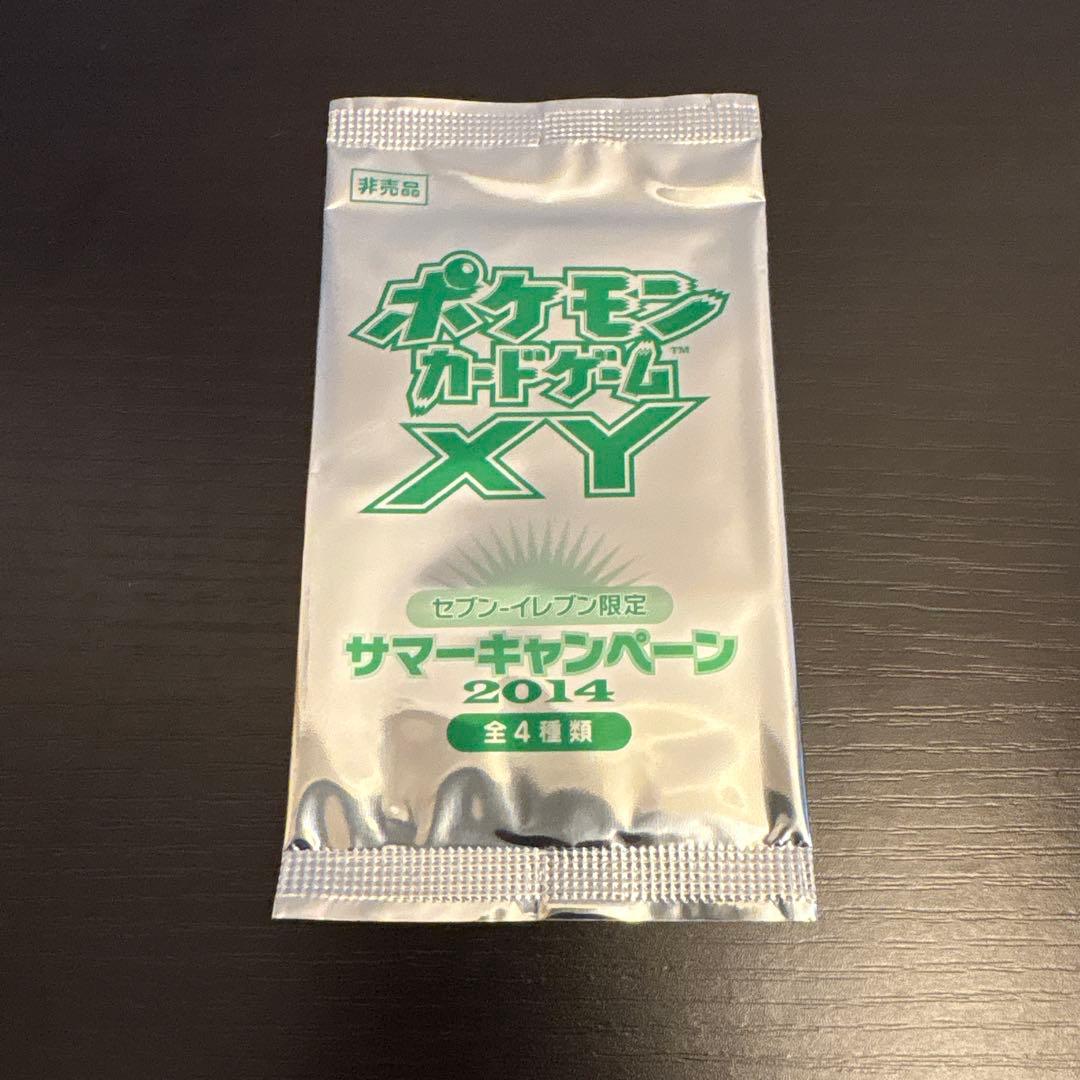 非売品
ポケモン
カードゲーム™
XY
セブン-イレブン限定
サマーキャンペーン
2014
全4種類